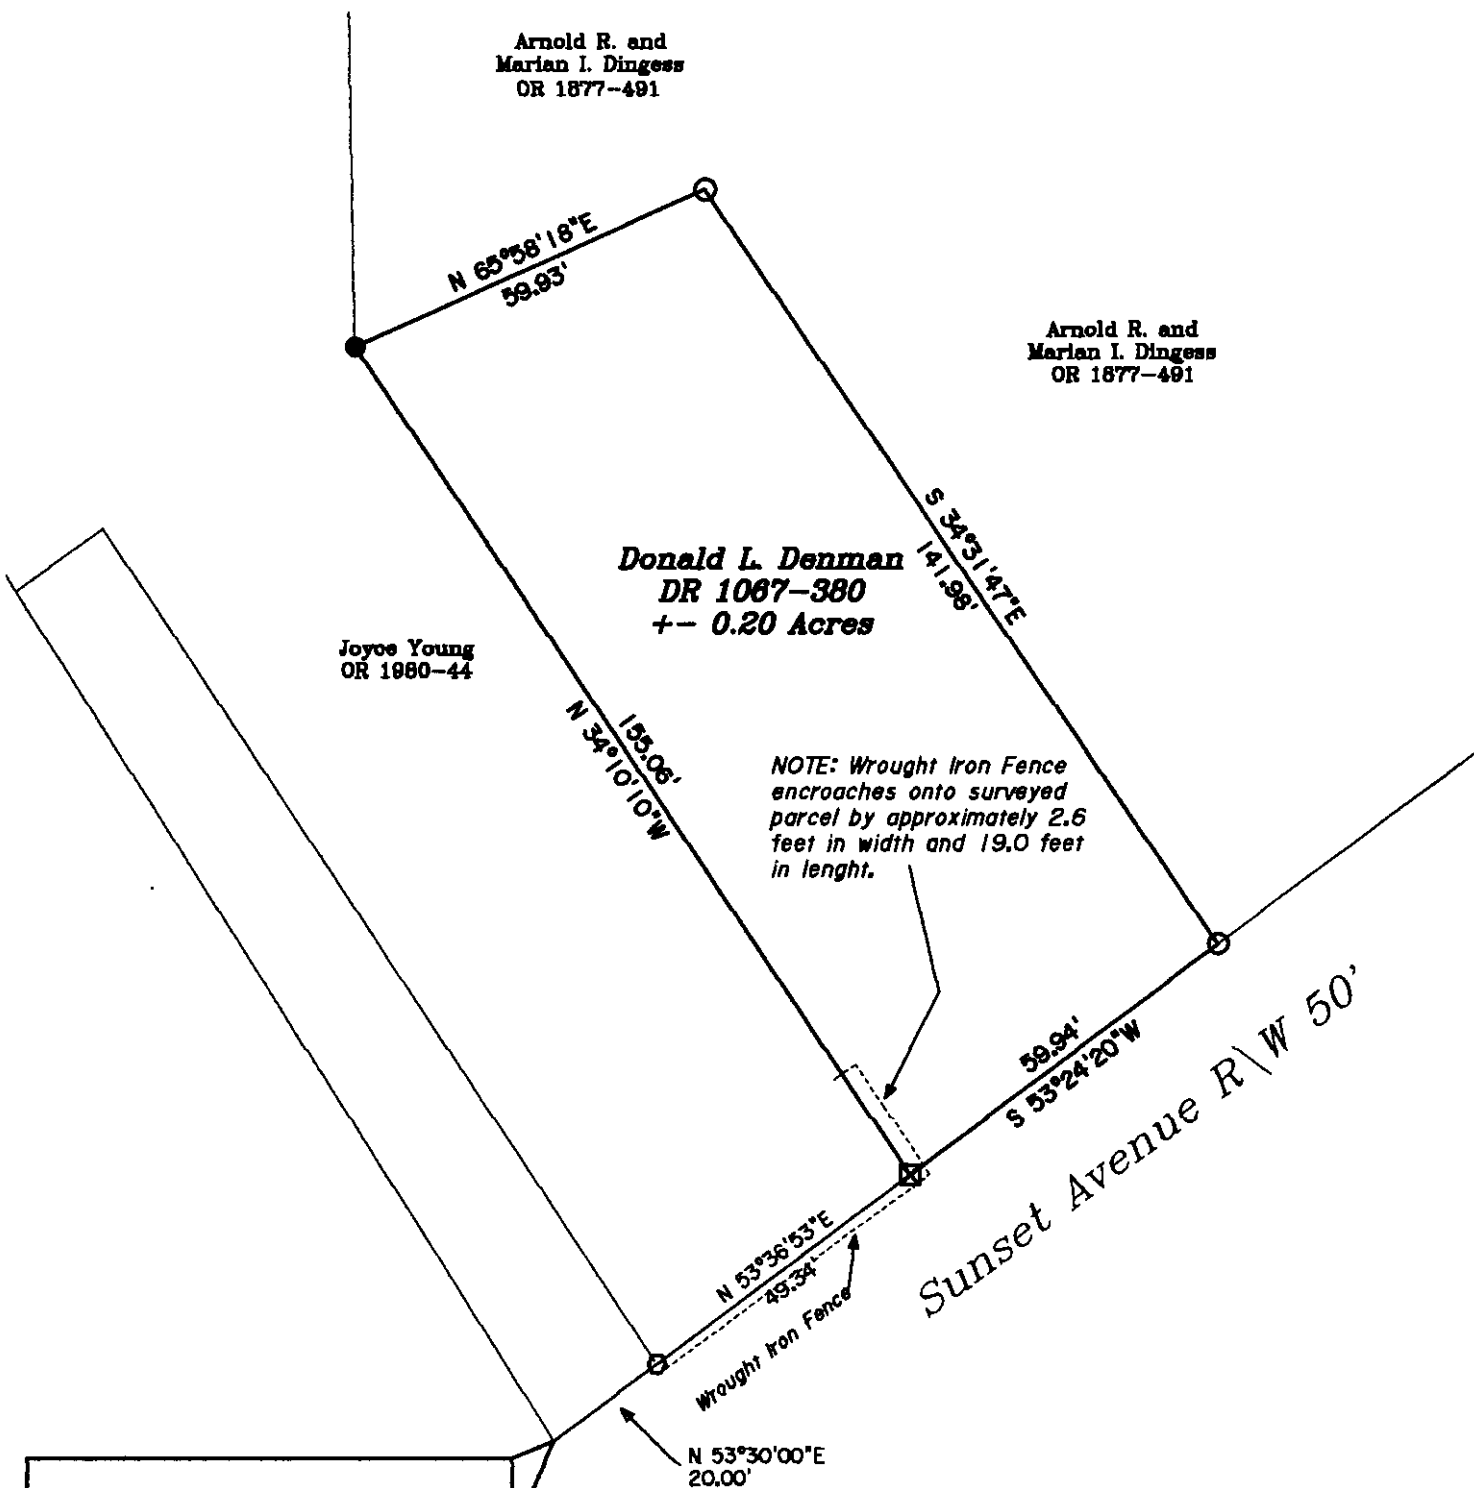 Arnold R. and
Marian I. Dingess
OR 1877-491
N 65°58'18"E
59.93'
Arnold R. and
Marian I. Dingess
OR 1877-491
S 34°31'47"E
141.98'
Donald L. Denman
DR 1067-380
+- 0.20 Acres
Joyce Young
OR 1980-44
155.06'
N 34°10'10"W
NOTE: Wrought Iron Fence
encroaches onto surveyed
parcel by approximately 2.6
feet in width and 19.0 feet
in lenght.
59.94'
S 53°24'20"W
Sunset Avenue R\W 50'
N 53°36'53"E
49.34'
Wrought Iron Fence
N 53°30'00"E
20.00'